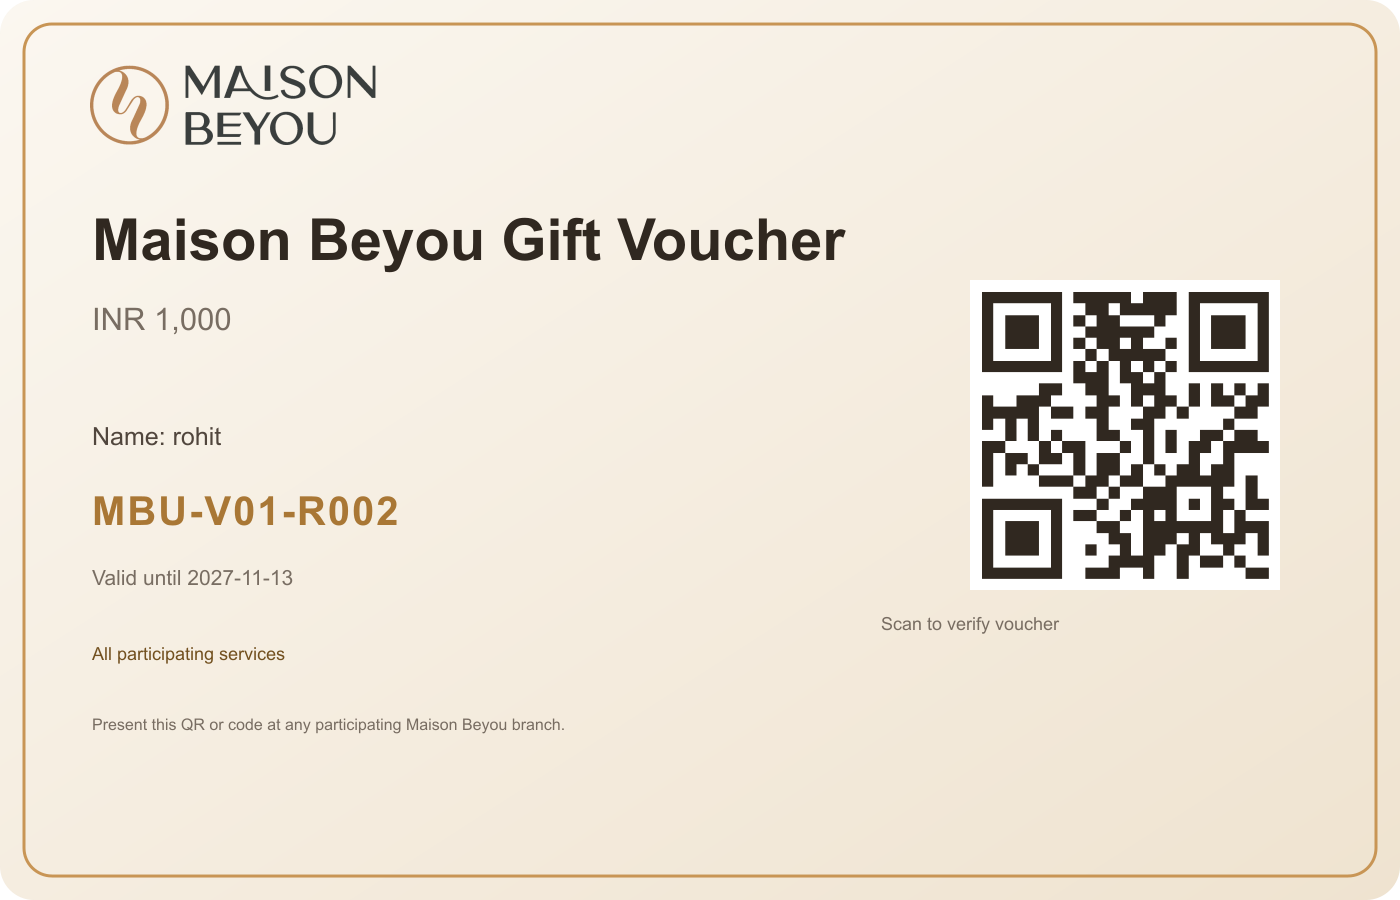 MAISON
BEYOU
Maison Beyou Gift Voucher
INR 1,000
Name: rohit
MBU-V01-R002
Valid until 2027-11-13
Scan to verify voucher
All participating services
Present this QR or code at any participating Maison Beyou branch.